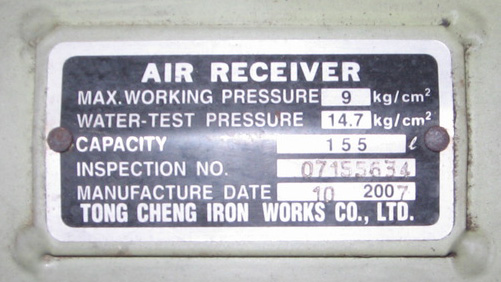 AIR RECEIVER
MAX. WORKING PRESSURE 9 kg/cm²
WATER-TEST PRESSURE 14.7 kg/cm²
CAPACITY 155 ℓ
INSPECTION NO. 07155634
MANUFACTURE DATE 10 2007
TONG CHENG IRON WORKS CO., LTD.